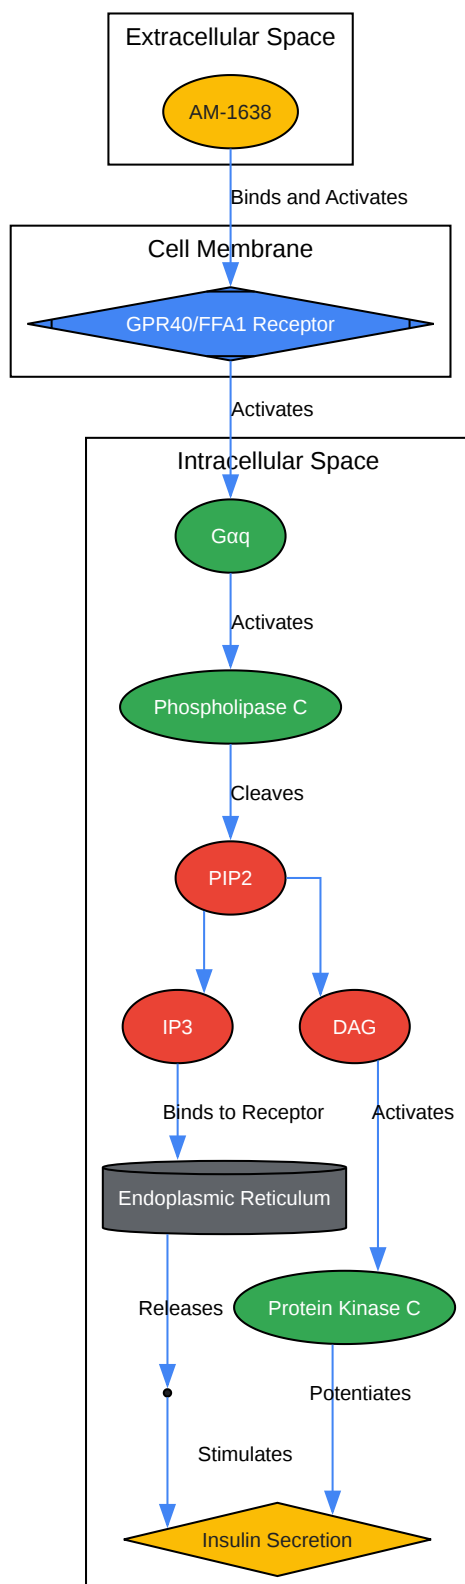 Extracellular Space
AM-1638
Binds and Activates
Cell Membrane
GPR40/FFA1 Receptor
Activates
Intracellular Space
Gαq
Activates
Phospholipase C
Cleaves
PIP2
IP3
DAG
Binds to Receptor
Activates
Endoplasmic Reticulum
Releases
Protein Kinase C
Potentiates
Stimulates
Insulin Secretion